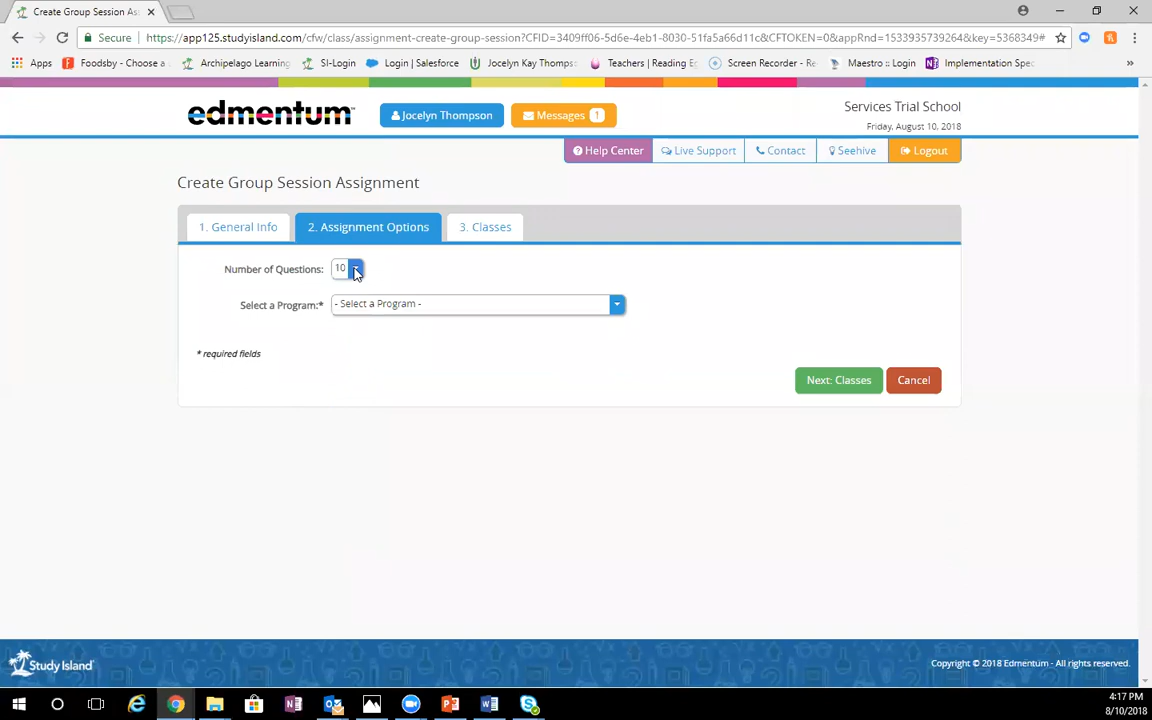 Create Group Session As
Secure
https://app125.studyisland.com/cfw/class/assignment-create-group-session?CFID=3409ff06-5d6e-4eb1-8030-51fa5a66d11c&CFTOKEN=0&appRnd=1533935739264&key=5368349#
Apps Foodsby - Choose a Archipelago Learning SI-Login Login | Salesforce Jocelyn Kay Thomps Teachers | Reading E Screen Recorder - Re Maestro :: Login Implementation Spec »
edmentum
Jocelyn Thompson
Messages 1
Services Trial School
Friday, August 10, 2018
Help Center Live Support Contact Seehive Logout
Create Group Session Assignment
1. General Info 2. Assignment Options 3. Classes
Number of Questions: 10
Select a Program:* - Select a Program -
* required fields
Next: Classes Cancel
Study Island
Copyright © 2018 Edmentum - All rights reserved.
4:17 PM
8/10/2018